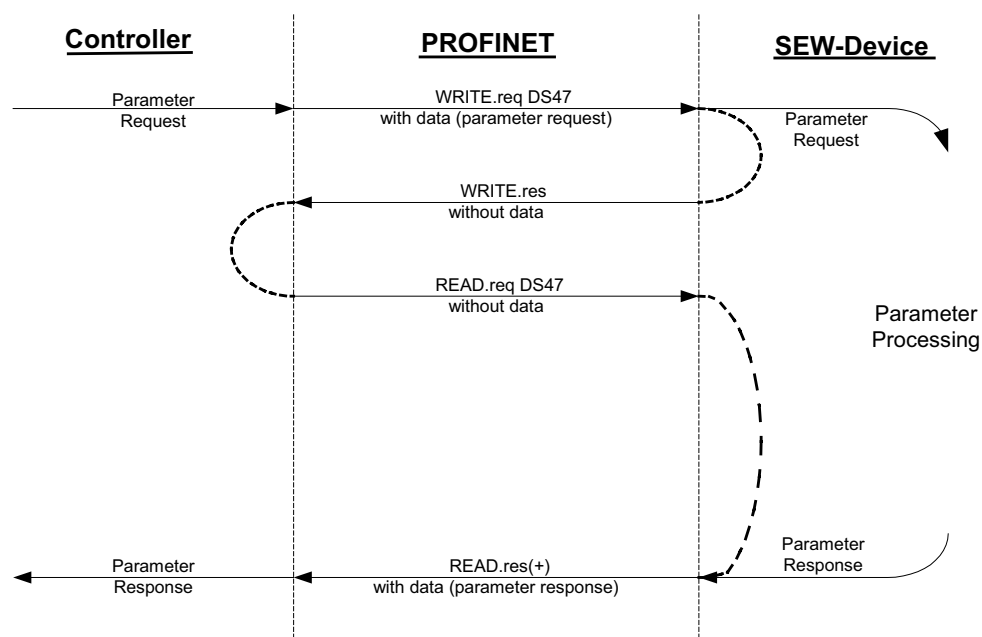 Controller
PROFINET
SEW-Device
Parameter
Request
WRITE.req DS47
with data (parameter request)
Parameter
Request
WRITE.res
without data
READ.req DS47
without data
Parameter
Processing
Parameter
Response
READ.res(+)
with data (parameter response)
Parameter
Response